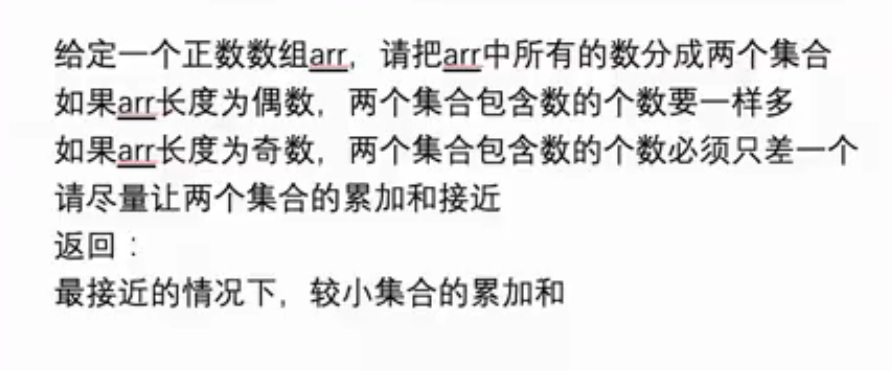 给定一个正数数组arr，请把arr中所有的数分成两个集合
如果arr长度为偶数，两个集合包含数的个数要一样多
如果arr长度为奇数，两个集合包含数的个数必须只差一个
请尽量让两个集合的累加和接近
返回：
最接近的情况下，较小集合的累加和